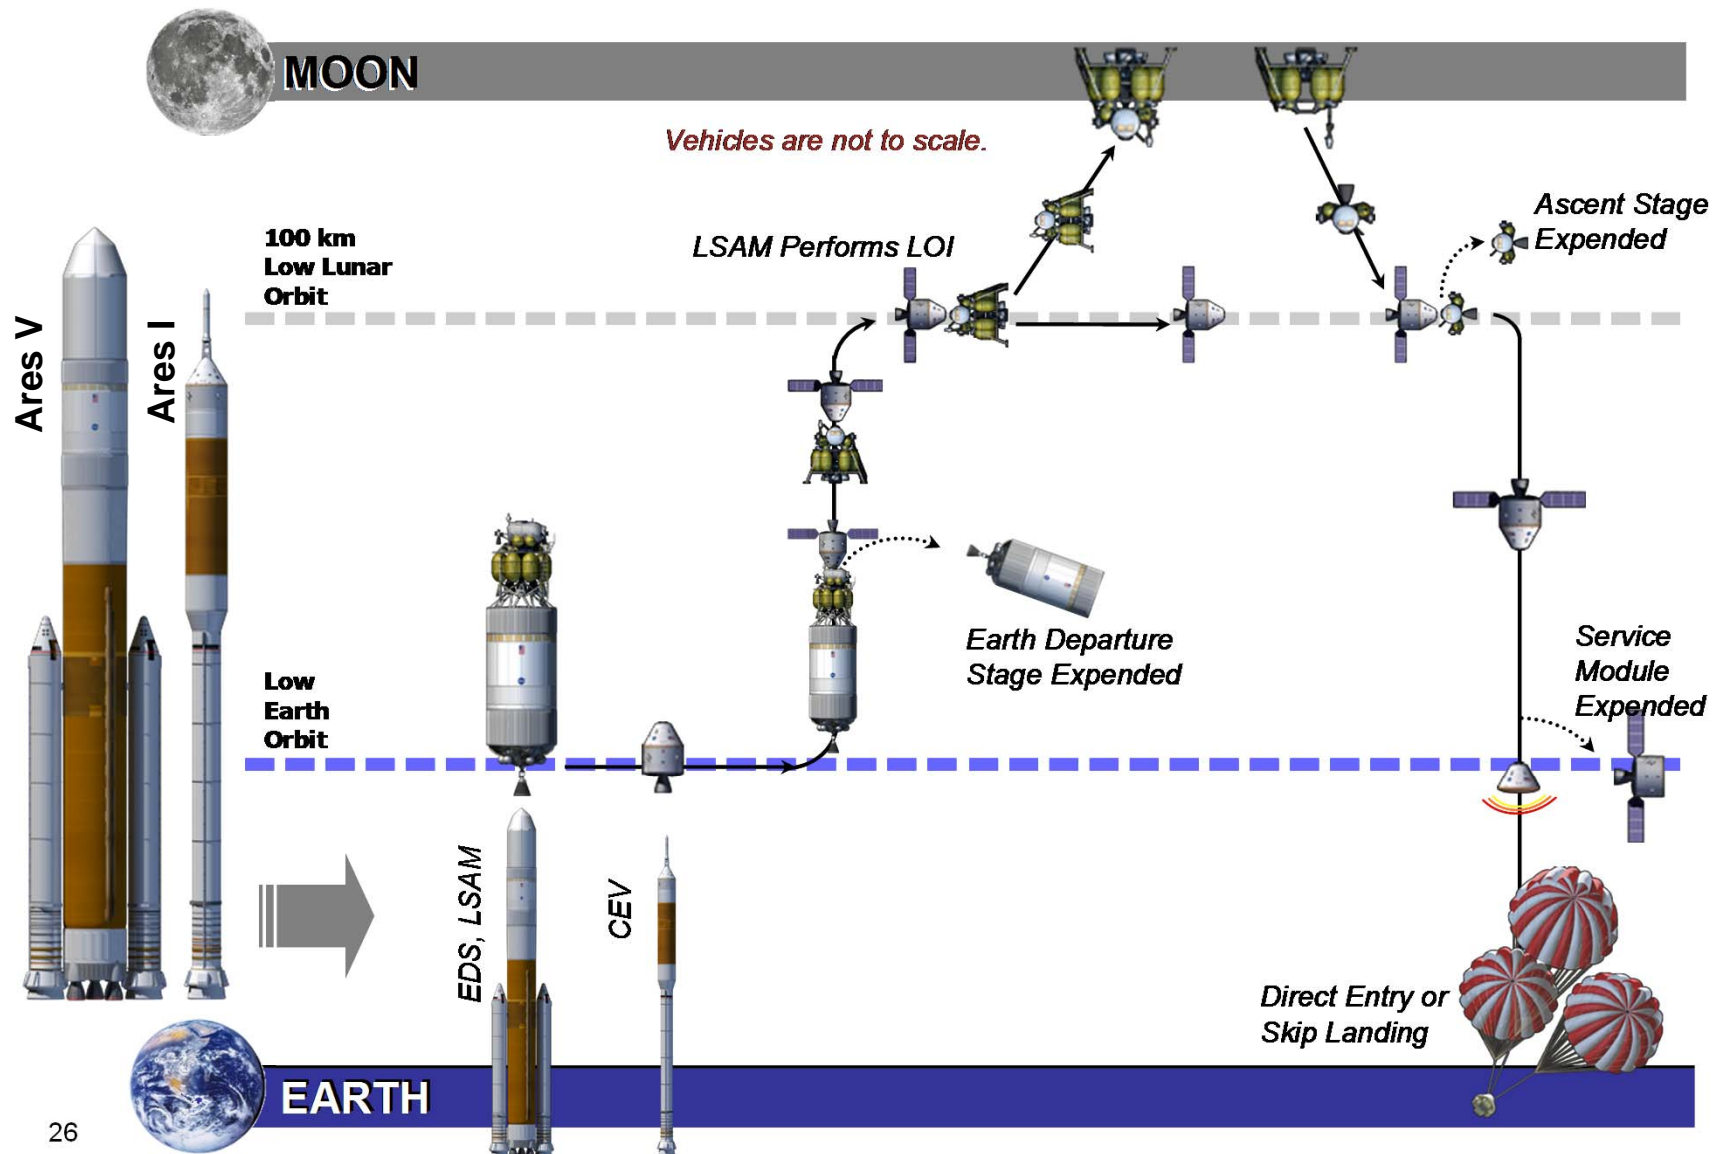 MOON
Vehicles are not to scale.
Ascent Stage
Expended
100 km
Low Lunar
Orbit
LSAM Performs LOI
Ares V
Ares I
Earth Departure
Stage Expended
Service
Module
Expended
Low
Earth
Orbit
EDS, LSAM
CEV
Direct Entry or
Skip Landing
EARTH
26